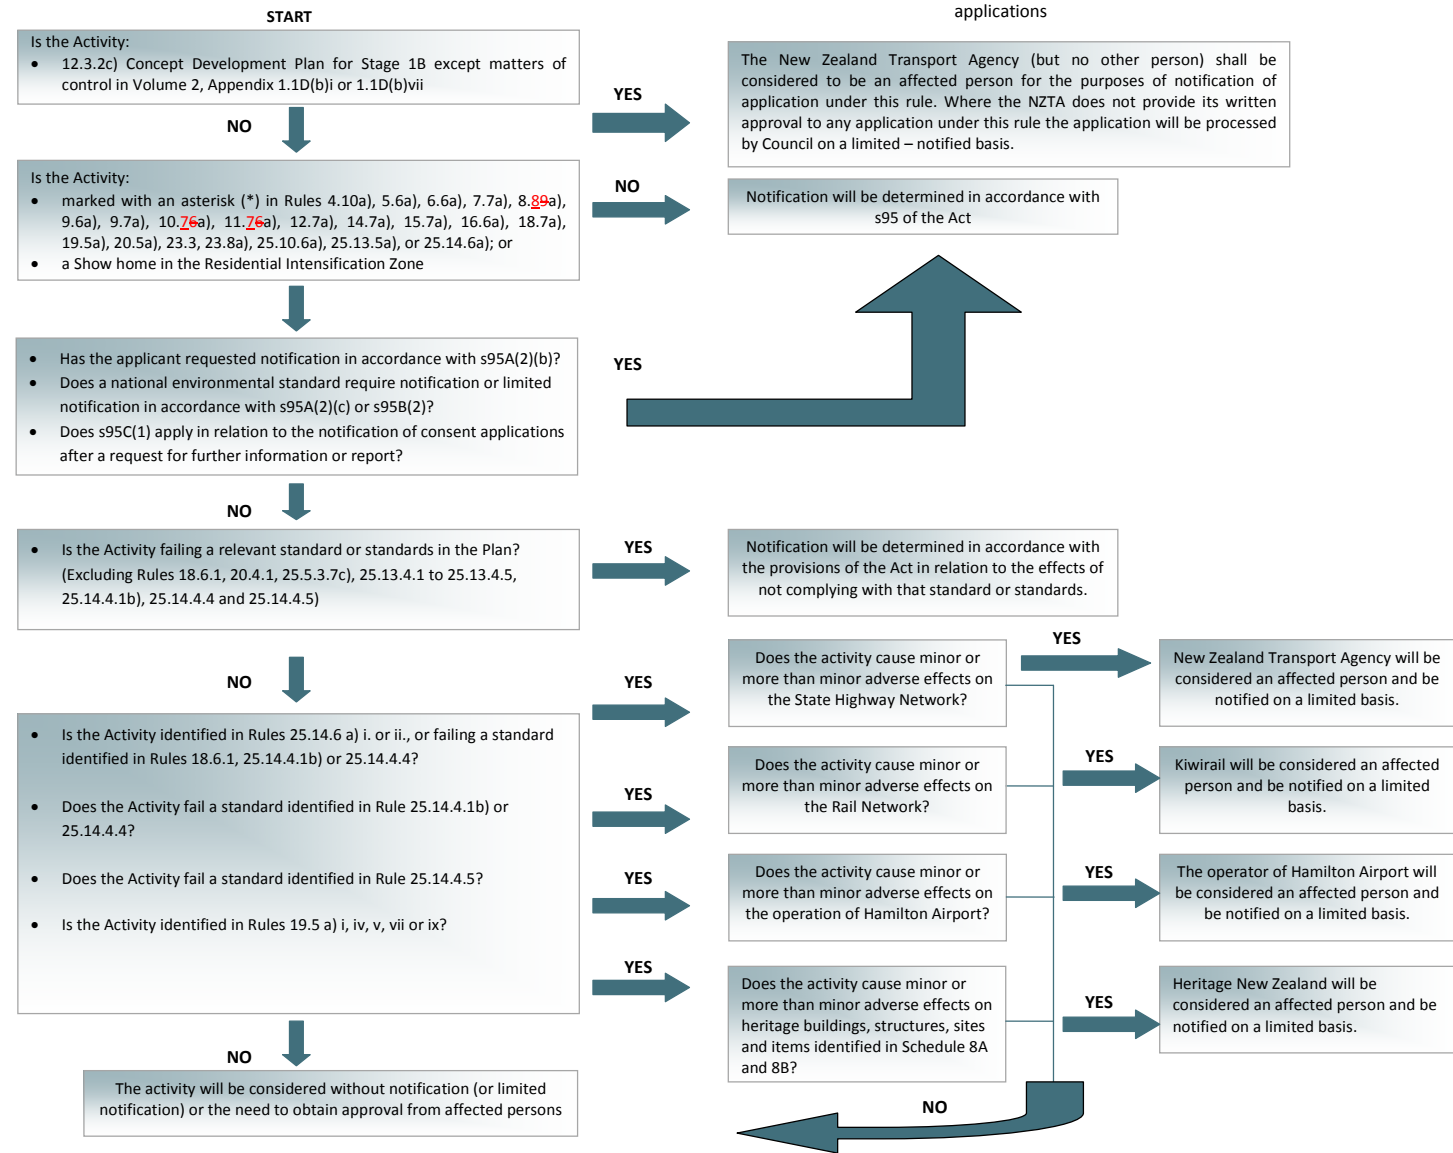 START
applications
Is the Activity:
• 12.3.2c) Concept Development Plan for Stage 1B except matters of
control in Volume 2, Appendix 1.1D(b)i or 1.1D(b)vii
YES
The New Zealand Transport Agency (but no other person) shall be
considered to be an affected person for the purposes of notification of
application under this rule. Where the NZTA does not provide its written
approval to any application under this rule the application will be processed
by Council on a limited – notified basis.
NO
Is the Activity:
• marked with an asterisk (*) in Rules 4.10a), 5.6a), 6.6a), 7.7a), 8.89a),
9.6a), 9.7a), 10.76a), 11.76a), 12.7a), 14.7a), 15.7a), 16.6a), 18.7a),
19.5a), 20.5a), 23.3, 23.8a), 25.10.6a), 25.13.5a), or 25.14.6a); or
• a Show home in the Residential Intensification Zone
NO
Notification will be determined in accordance with
s95 of the Act
• Has the applicant requested notification in accordance with s95A(2)(b)?
• Does a national environmental standard require notification or limited
notification in accordance with s95A(2)(c) or s95B(2)?
• Does s95C(1) apply in relation to the notification of consent applications
after a request for further information or report?
YES
NO
• Is the Activity failing a relevant standard or standards in the Plan?
(Excluding Rules 18.6.1, 20.4.1, 25.5.3.7c), 25.13.4.1 to 25.13.4.5,
25.14.4.1b), 25.14.4.4 and 25.14.4.5)
YES
Notification will be determined in accordance with
the provisions of the Act in relation to the effects of
not complying with that standard or standards.
NO
• Is the Activity identified in Rules 25.14.6 a) i. or ii., or failing a standard
identified in Rules 18.6.1, 25.14.4.1b) or 25.14.4.4?
YES
Does the activity cause minor or
more than minor adverse effects on
the State Highway Network?
YES
New Zealand Transport Agency will be
considered an affected person and be
notified on a limited basis.
• Does the Activity fail a standard identified in Rule 25.14.4.1b) or
25.14.4.4?
YES
Does the activity cause minor or
more than minor adverse effects on
the Rail Network?
YES
Kiwirail will be considered an affected
person and be notified on a limited
basis.
• Does the Activity fail a standard identified in Rule 25.14.4.5?
YES
Does the activity cause minor or
more than minor adverse effects on
the operation of Hamilton Airport?
YES
The operator of Hamilton Airport will
be considered an affected person and
be notified on a limited basis.
• Is the Activity identified in Rules 19.5 a) i, iv, v, vii or ix?
YES
Does the activity cause minor or
more than minor adverse effects on
heritage buildings, structures, sites
and items identified in Schedule 8A
and 8B?
YES
Heritage New Zealand will be
considered an affected person and be
notified on a limited basis.
NO
NO
The activity will be considered without notification (or limited
notification) or the need to obtain approval from affected persons